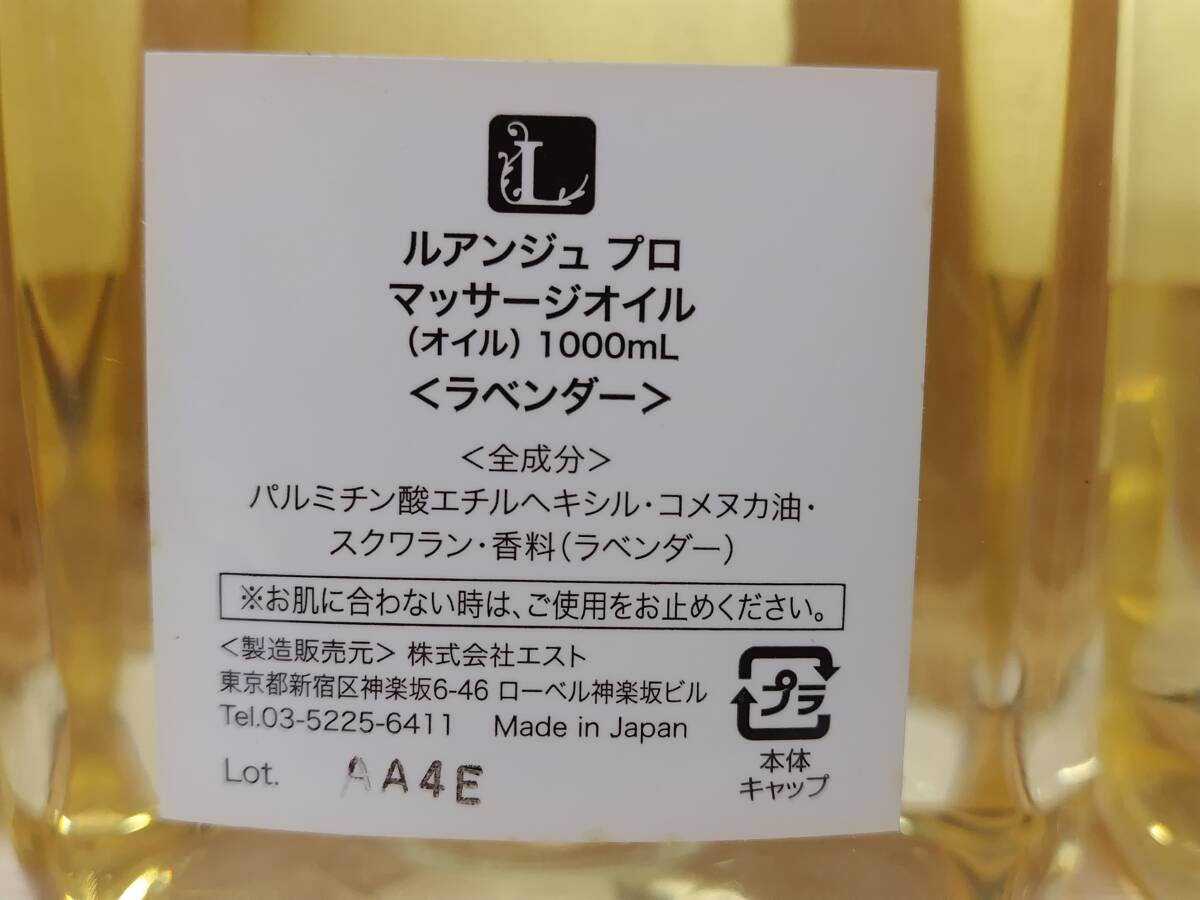 L
ルアンジュ プロ
マッサージオイル
(オイル) 1000mL
<ラベンダー>
<全成分>
パルミチン酸エチルヘキシル・コメヌカ油・
スクワラン・香料(ラベンダー)
※お肌に合わない時は、ご使用をお止めください。
<製造販売元> 株式会社エスト
東京都新宿区神楽坂6-46 ローベル神楽坂ビル
Tel.03-5225-6411 Made in Japan
Lot. AA4E
プラ
本体
キャップ